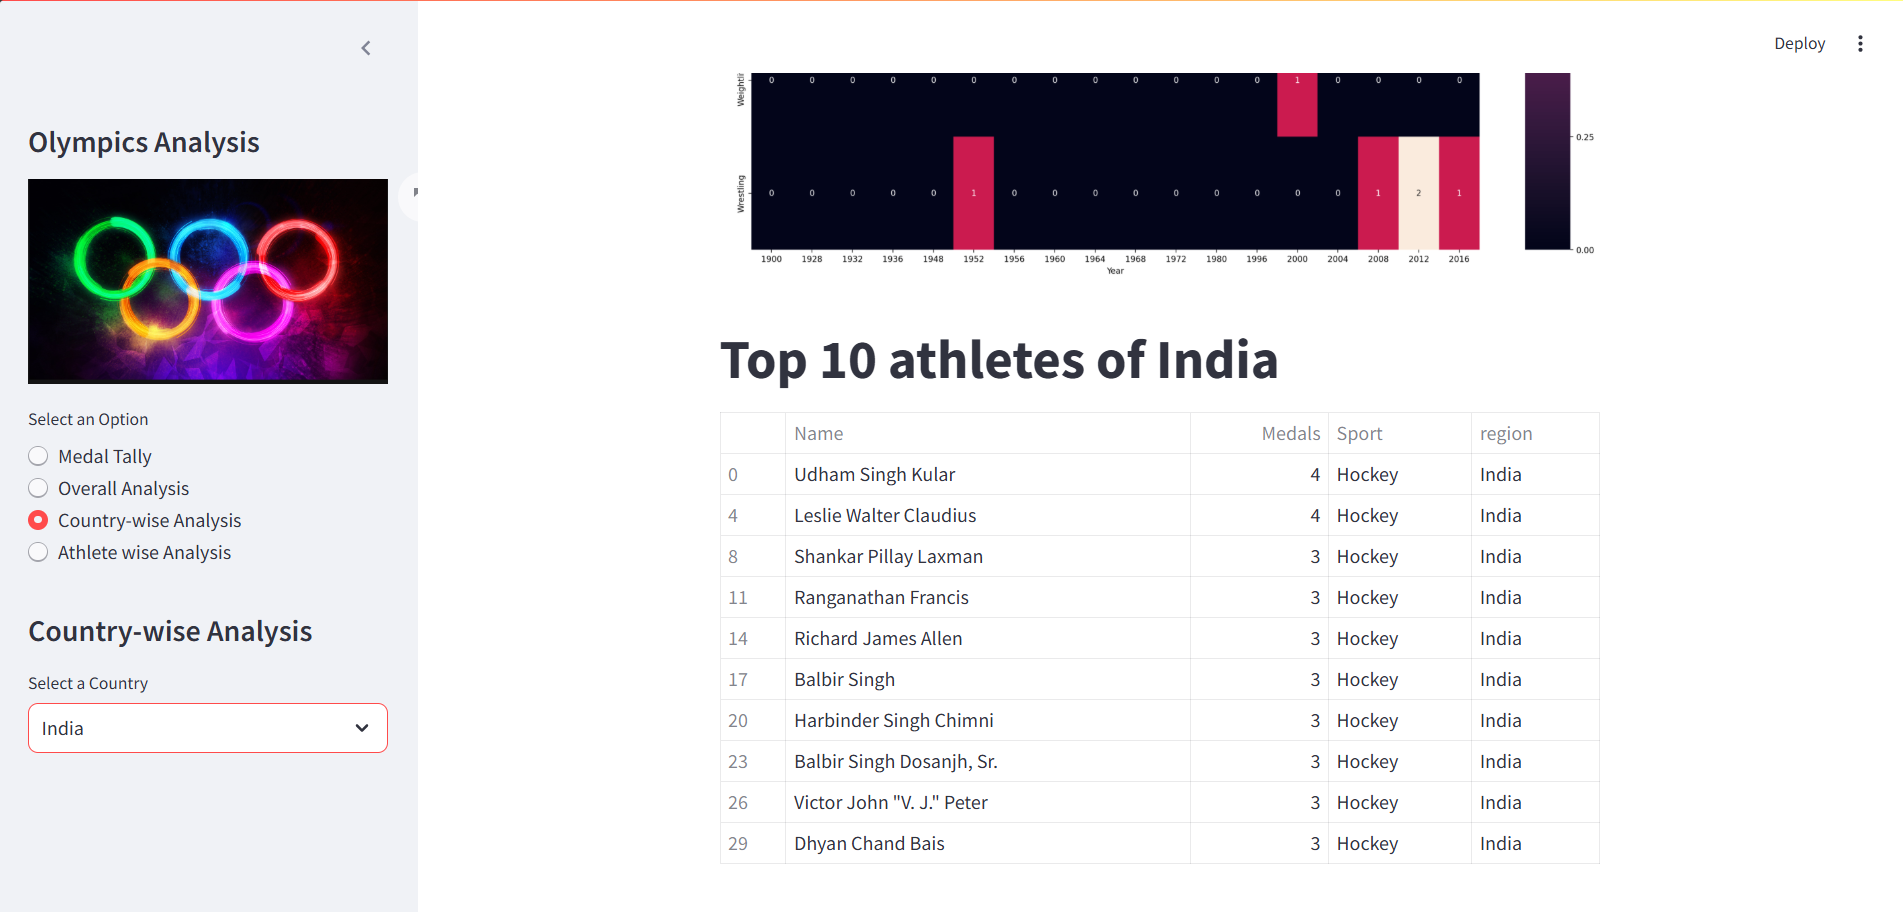 Deploy
Olympics Analysis
Select an Option
Medal Tally
Overall Analysis
Country-wise Analysis
Athlete wise Analysis
Country-wise Analysis
Select a Country
India
0 0 0 0 0 0 0 0 0 0 0 0 0 1 0 0 0 0
Wrestling
0 0 0 0 0 1 0 0 0 0 0 0 0 0 0 1 2 1
1900 1928 1932 1936 1948 1952 1956 1960 1964 1968 1972 1980 1996 2000 2004 2008 2012 2016
Year
0.25
0.00
Top 10 athletes of India
Name Medals Sport region
0 Udham Singh Kular 4 Hockey India
4 Leslie Walter Claudius 4 Hockey India
8 Shankar Pillay Laxman 3 Hockey India
11 Ranganathan Francis 3 Hockey India
14 Richard James Allen 3 Hockey India
17 Balbir Singh 3 Hockey India
20 Harbinder Singh Chimni 3 Hockey India
23 Balbir Singh Dosanjh, Sr. 3 Hockey India
26 Victor John "V. J." Peter 3 Hockey India
29 Dhyan Chand Bais 3 Hockey India